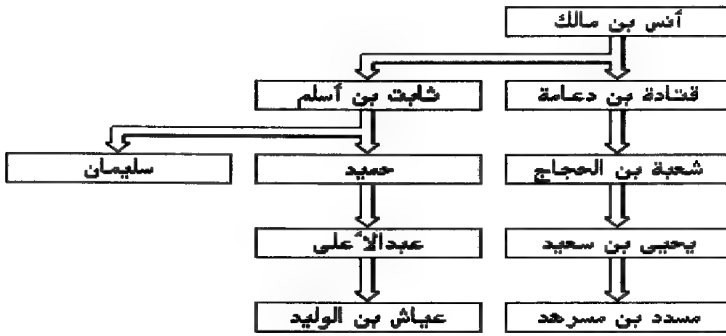 أنس بن مالك
قتادة بن دعامة
ثابت بن أسلم
شعبة بن الحجاج
حميد
سليمان
يحيى بن سعيد
عبدالأعلى
مسدد بن مسرهد
عياش بن الوليد